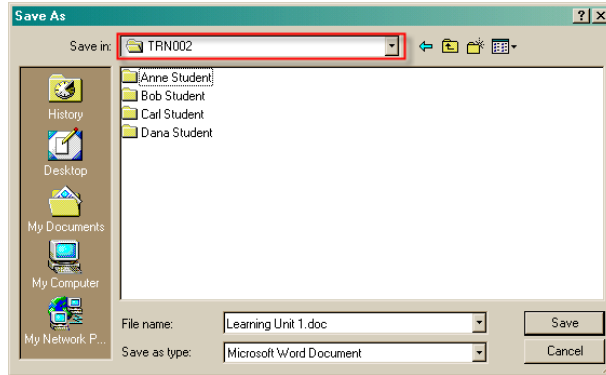 Save As
Save in: TRN002
Anne Student
Bob Student
Carl Student
Dana Student
History
Desktop
My Documents
My Computer
My Network P...
File name: Learning Unit 1.doc Save
Save as type: Microsoft Word Document Cancel